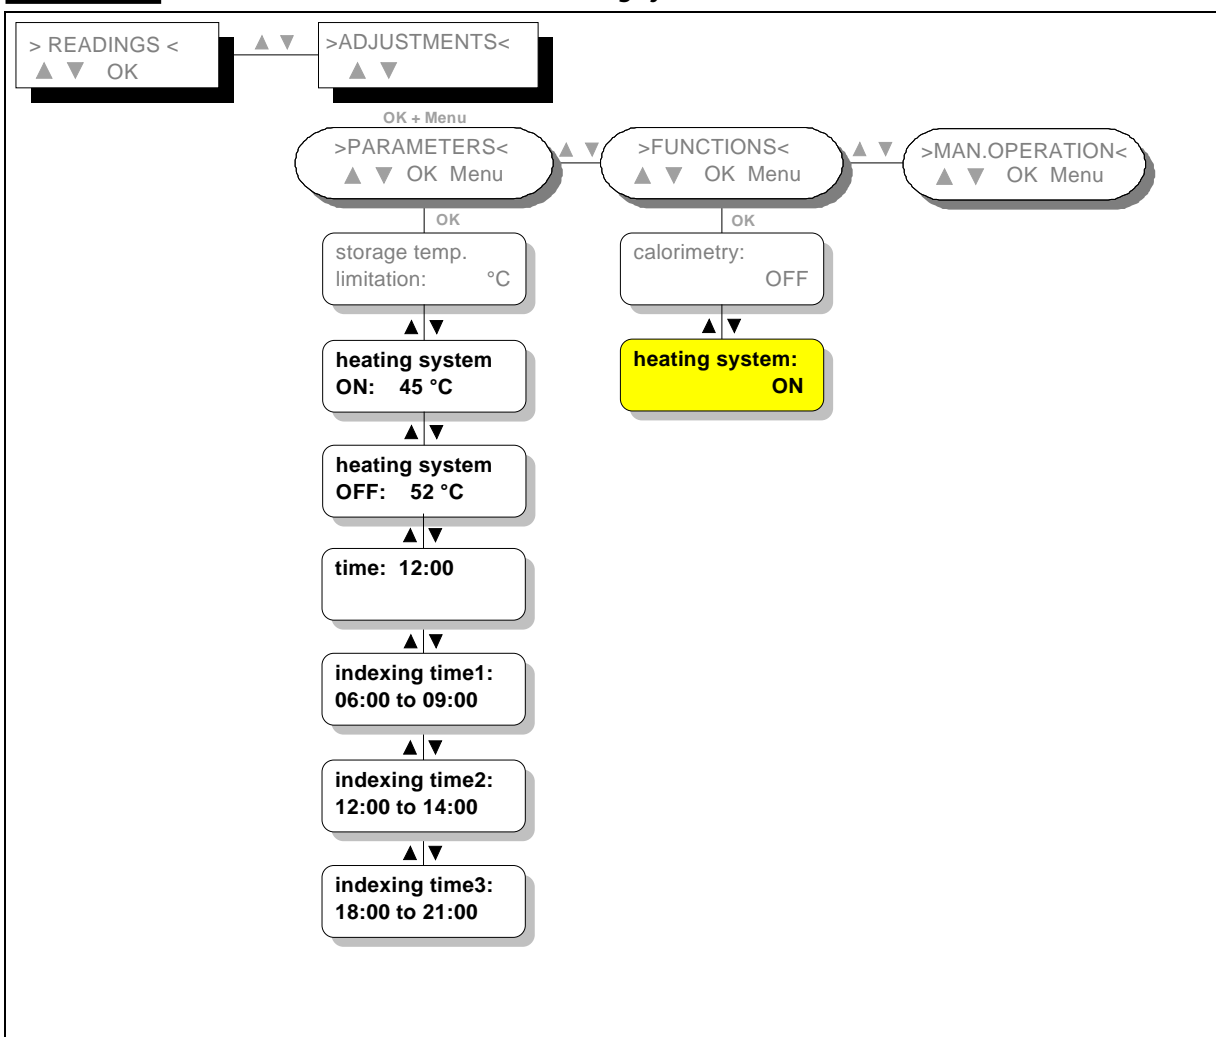 > READINGS <
▲ ▼ OK
▲ ▼
>ADJUSTMENTS<
▲ ▼
OK + Menu
>PARAMETERS<
▲ ▼ OK Menu
▲ ▼
>FUNCTIONS<
▲ ▼ OK Menu
▲ ▼
>MAN.OPERATION<
▲ ▼ OK Menu
OK
storage temp.
limitation: °C
▲ ▼
heating system
ON: 45 °C
▲ ▼
heating system
OFF: 52 °C
▲ ▼
time: 12:00
▲ ▼
indexing time1:
06:00 to 09:00
▲ ▼
indexing time2:
12:00 to 14:00
▲ ▼
indexing time3:
18:00 to 21:00
OK
calorimetry:
OFF
▲ ▼
heating system:
ON